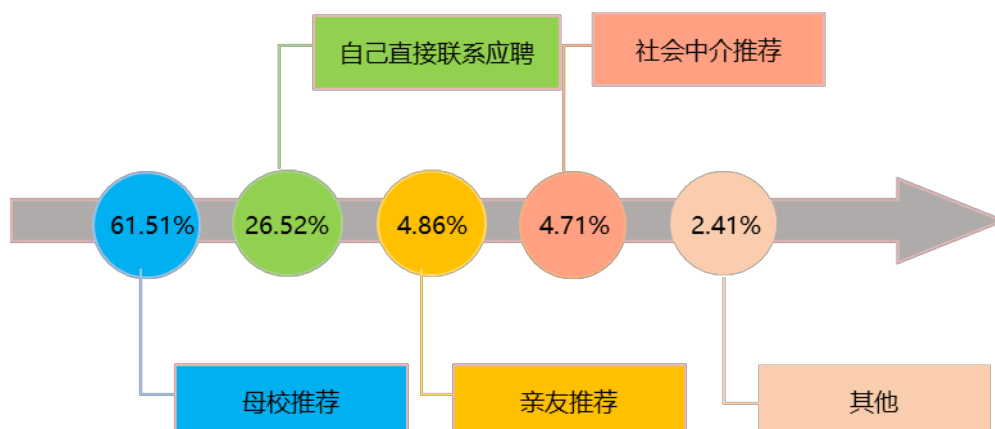 自己直接联系应聘
社会中介推荐
61.51%
26.52%
4.86%
4.71%
2.41%
母校推荐
亲友推荐
其他